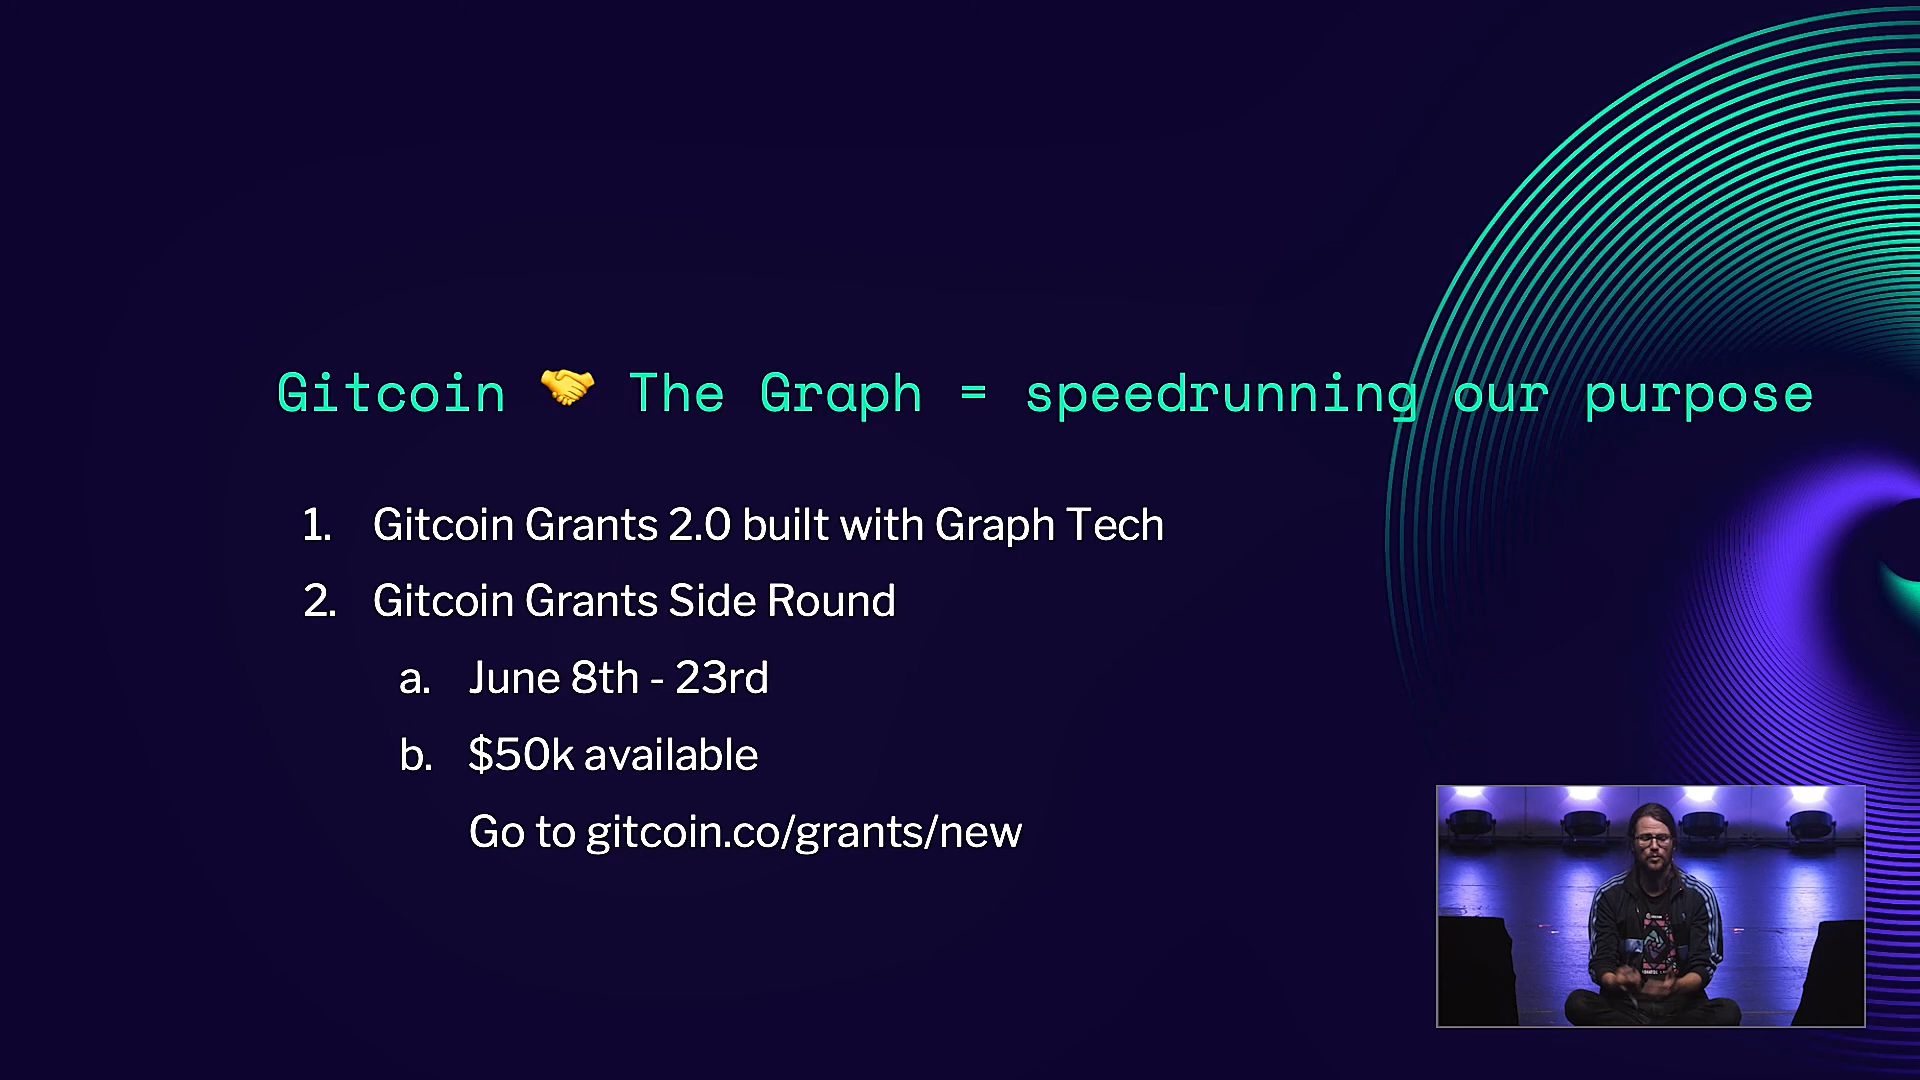 Gitcoin 🤝 The Graph = speedrunning our purpose
1. Gitcoin Grants 2.0 built with Graph Tech
2. Gitcoin Grants Side Round
a. June 8th - 23rd
b. $50k available
Go to gitcoin.co/grants/new